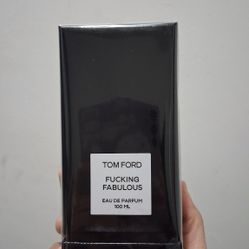 TOM FORD
FUCKING
FABULOUS
EAU DE PARFUM
100 ML